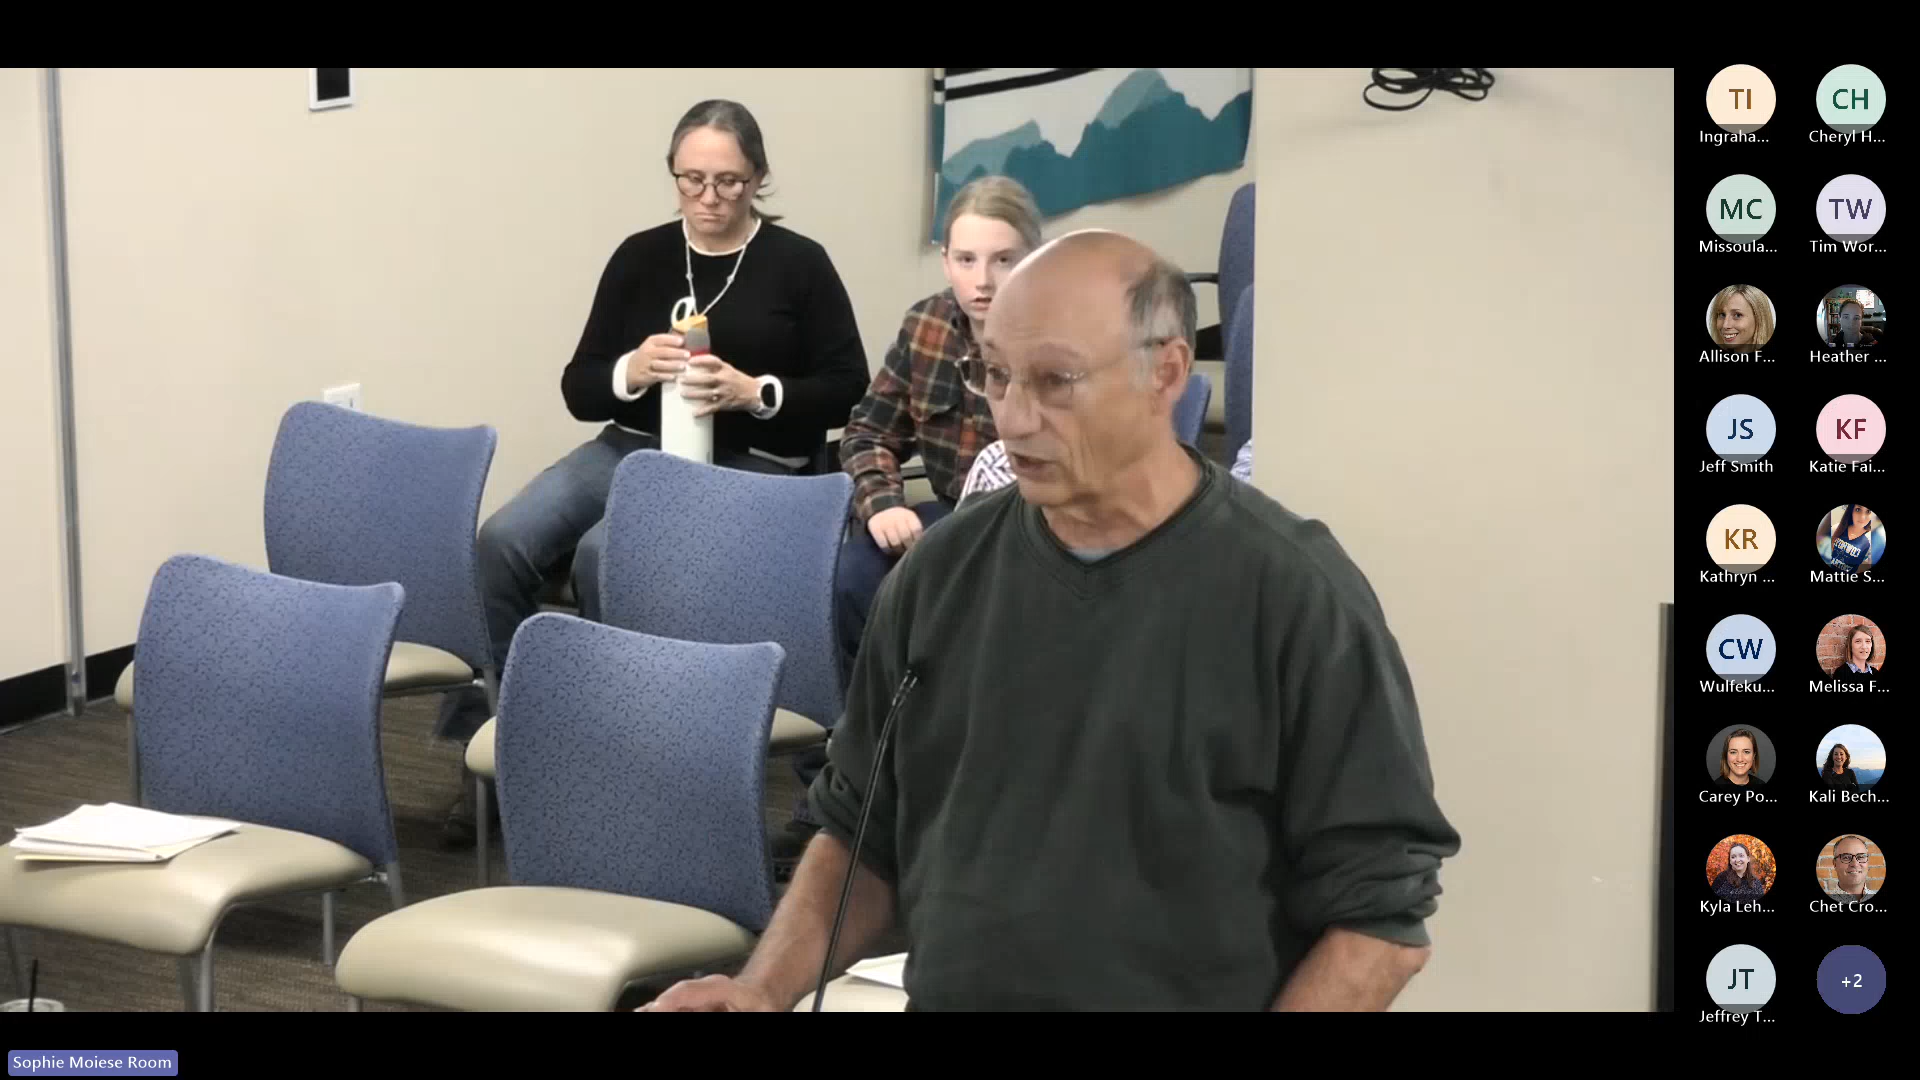 TI
CH
Ingraha...
Cheryl H...
MC
TW
Missoula...
Tim Wor...
Allison F...
Heather ...
JS
KF
Jeff Smith
Katie Fai...
KR
Kathryn ...
Mattie S...
CW
Wulfeku...
Melissa F...
Carey Po...
Kali Bech...
Kyla Leh...
Chet Cro...
JT
+2
Jeffrey T...
Sophie Moiese Room